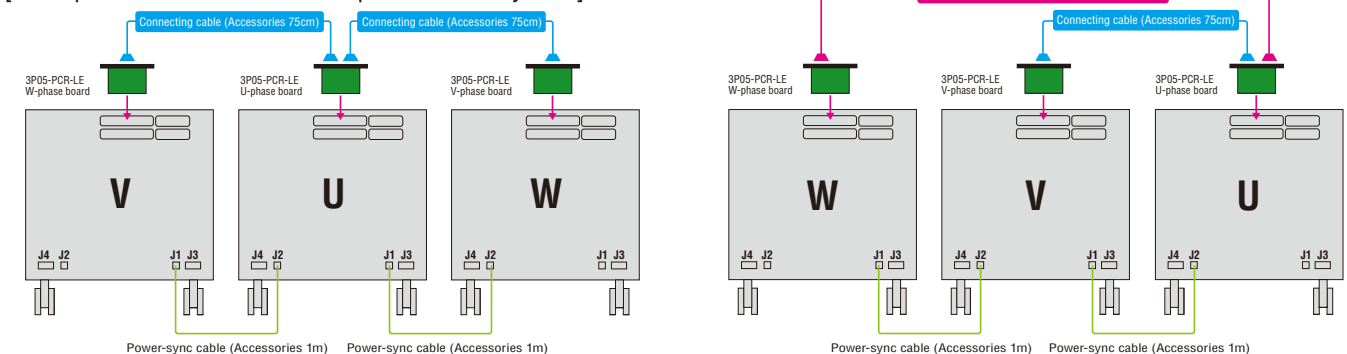 Connecting cable (Accessories 75cm)
Connecting cable (Accessories 75cm)
3P05-PCR-LE
W-phase board
3P05-PCR-LE
U-phase board
3P05-PCR-LE
V-phase board
V
U
W
J4 J2
J1 J3
J4 J2
J1 J3
J4 J2
J1 J3
Power-sync cable (Accessories 1m)
Power-sync cable (Accessories 1m)
Connecting cable (Accessories 75cm)
3P05-PCR-LE
W-phase board
3P05-PCR-LE
V-phase board
3P05-PCR-LE
U-phase board
W
V
U
J4 J2
J1 J3
J4 J2
J1 J3
J4 J2
J1 J3
Power-sync cable (Accessories 1m)
Power-sync cable (Accessories 1m)